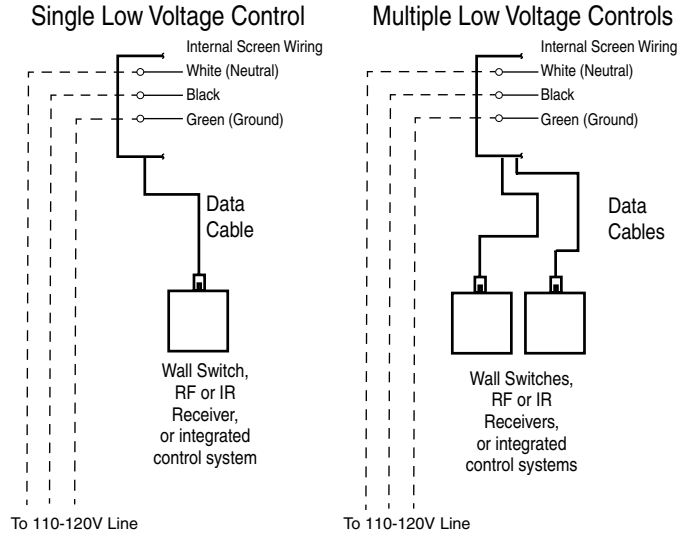 Single Low Voltage Control
Internal Screen Wiring
White (Neutral)
Black
Green (Ground)
Data
Cable
Wall Switch,
RF or IR
Receiver,
or integrated
control system
To 110-120V Line
Multiple Low Voltage Controls
Internal Screen Wiring
White (Neutral)
Black
Green (Ground)
Data
Cables
Wall Switches,
RF or IR
Receivers,
or integrated
control systems
To 110-120V Line